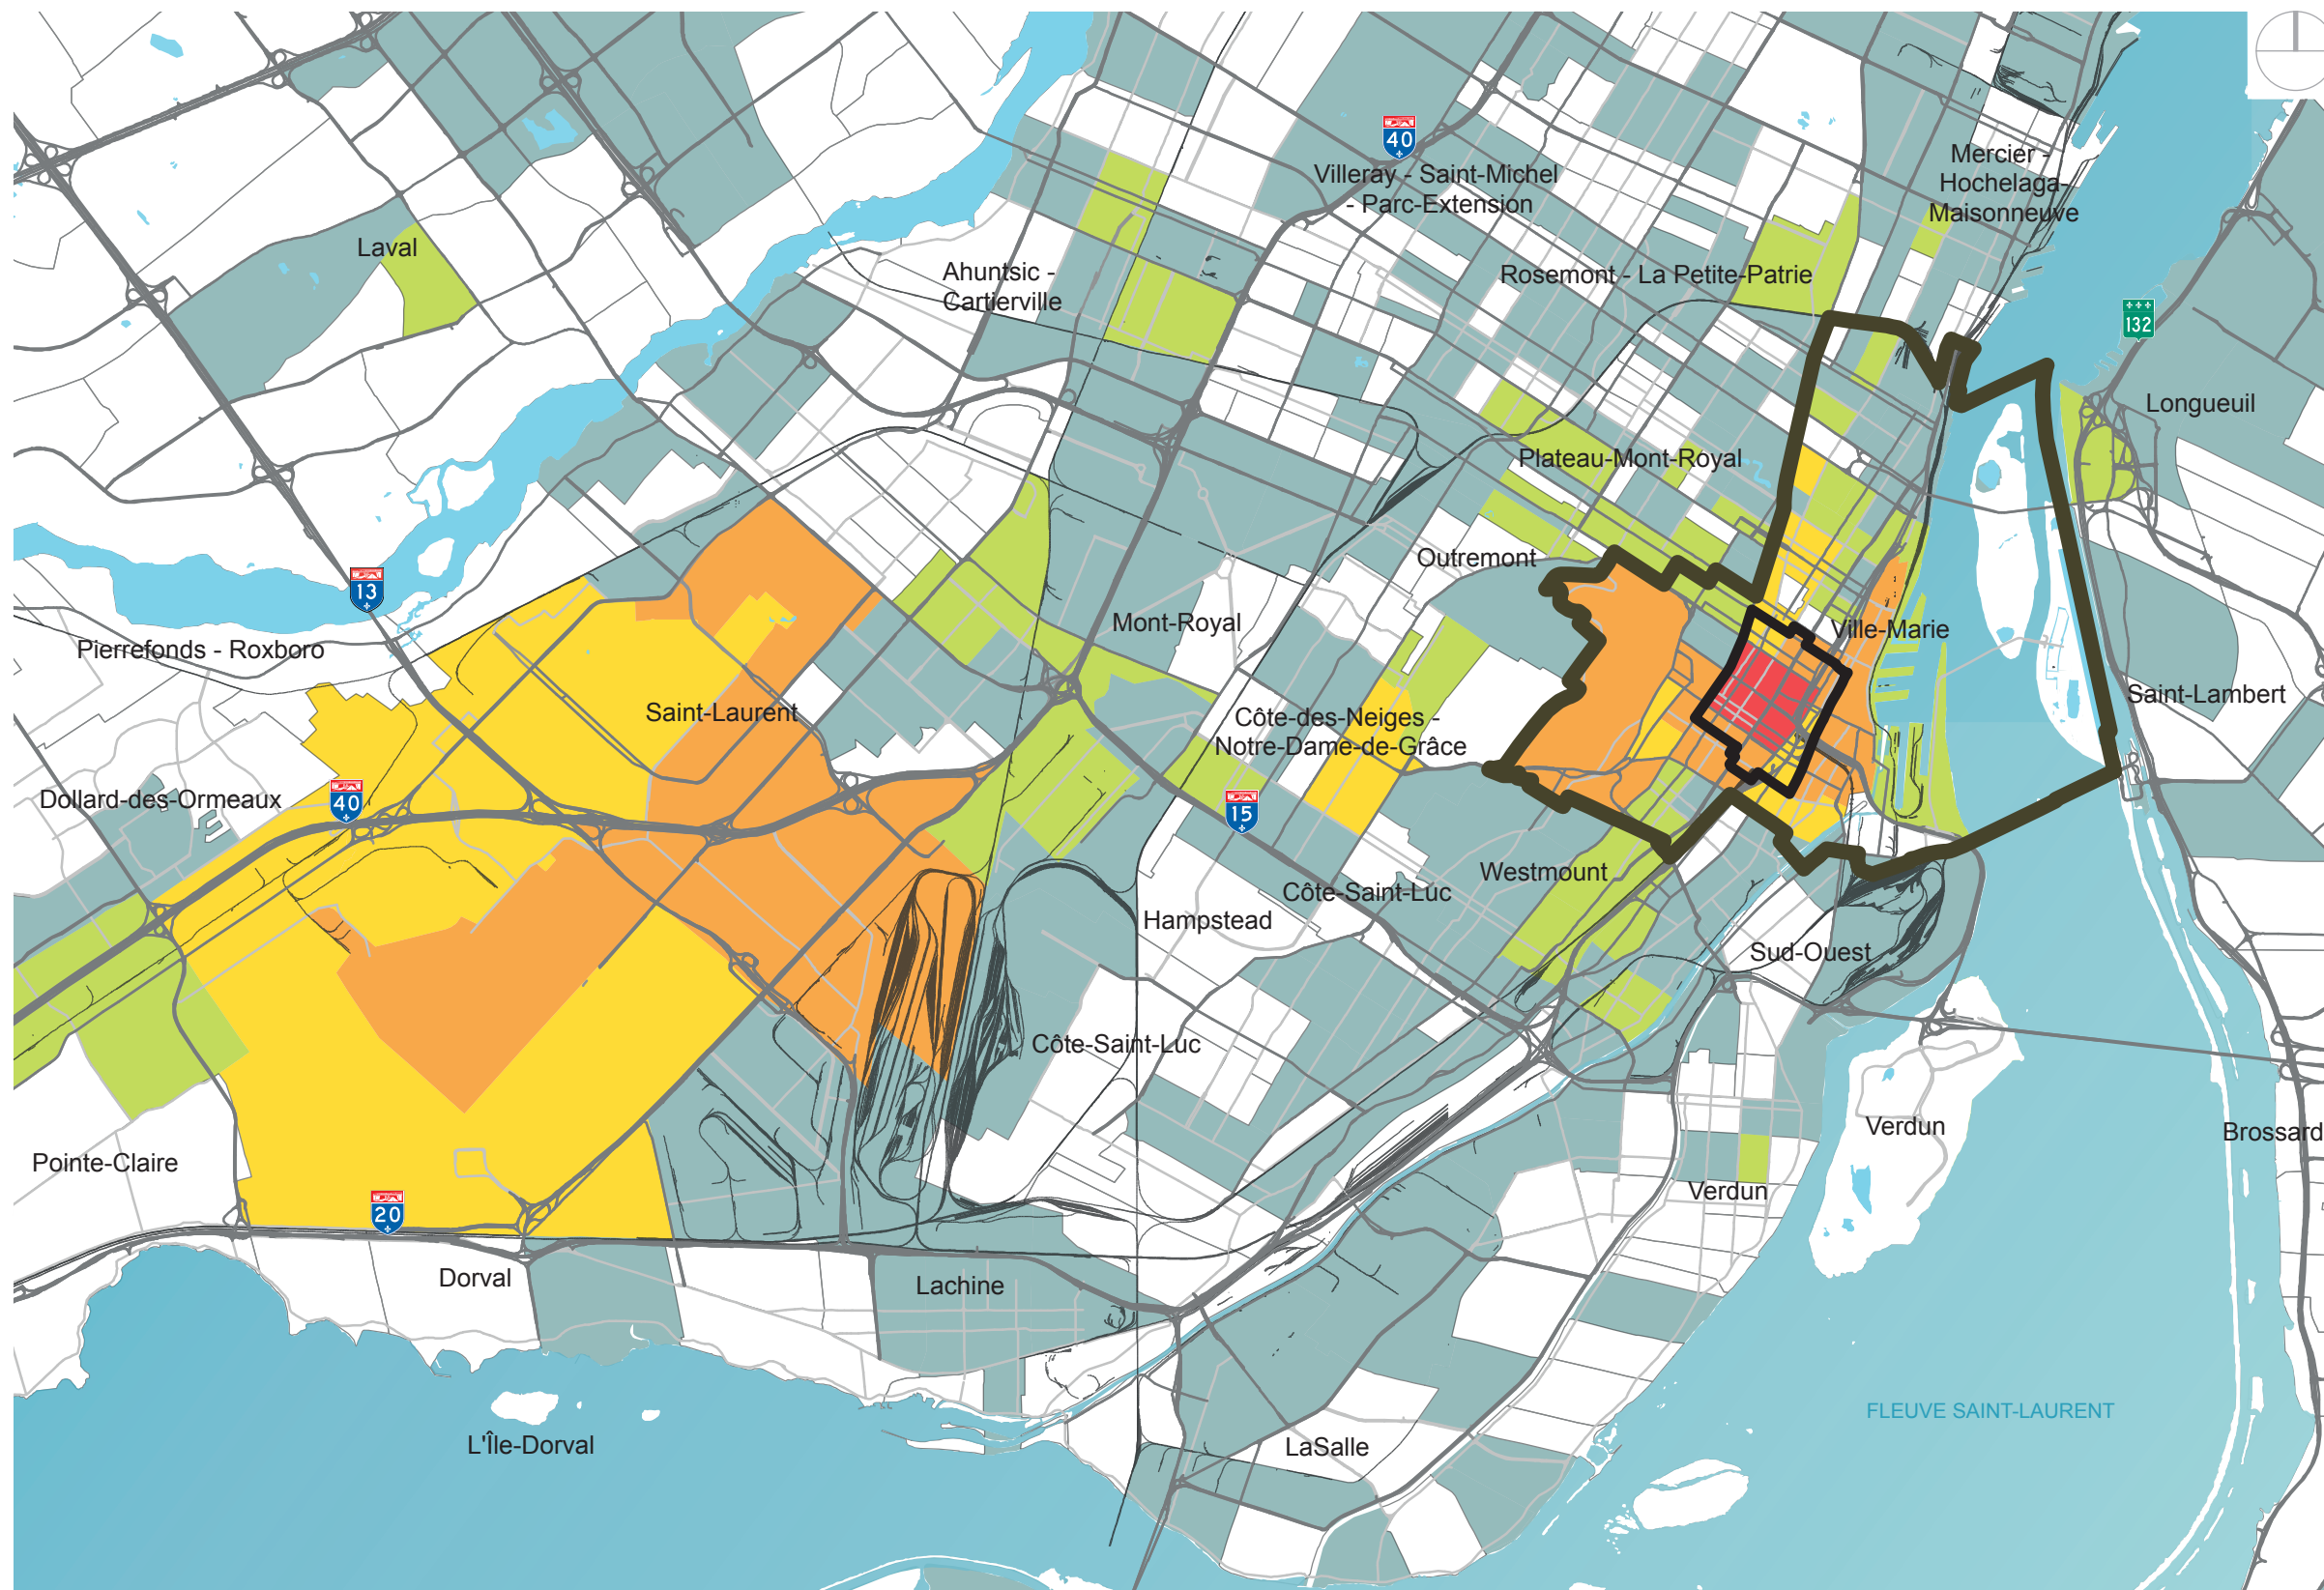 40
Villeray - Saint-Michel
- Parc-Extension
Mercier -
Hochelaga-
Maisonneuve
Laval
Ahuntsic -
Cartierville
Rosemont - La Petite-Patrie
132
Longueuil
Plateau-Mont-Royal
Outremont
13
Mont-Royal
Ville-Marie
Pierrefonds - Roxboro
Saint-Laurent
Saint-Lambert
Côte-des-Neiges -
Notre-Dame-de-Grâce
Dollard-des-Ormeaux
40
15
Westmount
Côte-Saint-Luc
Hampstead
Sud-Ouest
Côte-Saint-Luc
Verdun
Brossard
Pointe-Claire
Verdun
20
Dorval
Lachine
FLEUVE SAINT-LAURENT
L'Île-Dorval
LaSalle